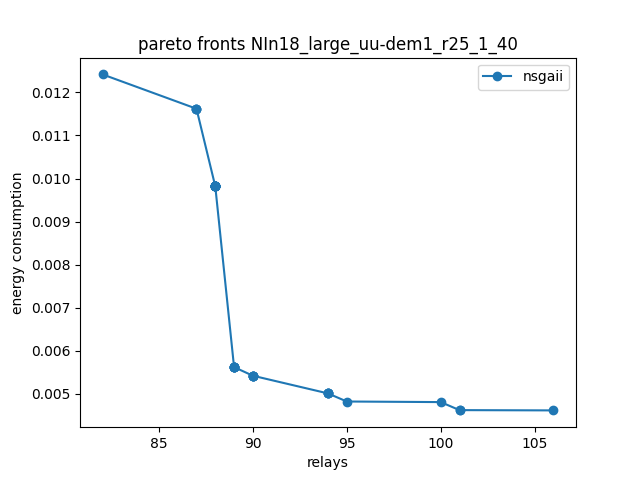 pareto fronts NIn18_large_uu-dem1_r25_1_40
nsgaii
0.012
0.011
0.010
0.009
0.008
0.007
0.006
0.005
energy consumption
85 90 95 100 105
relays